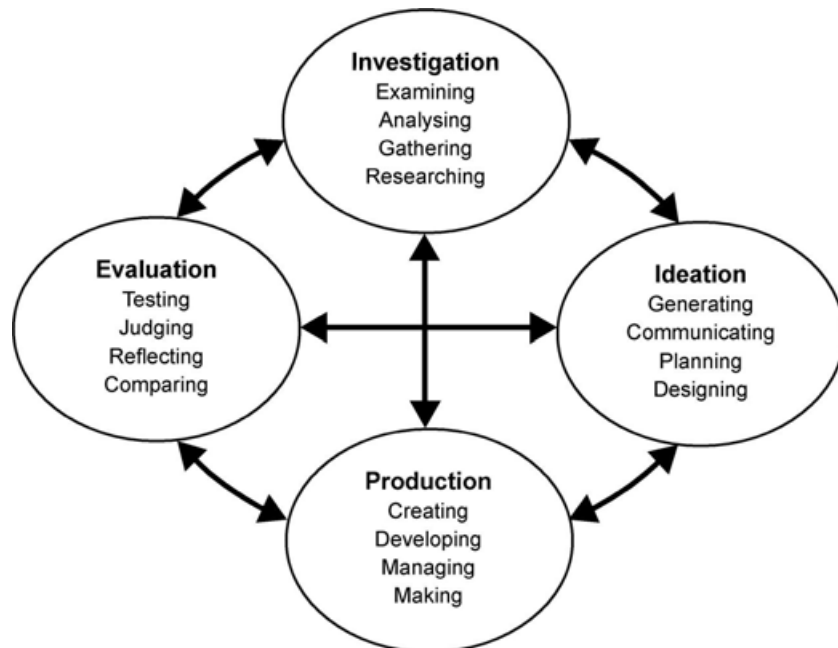 Investigation
Examining
Analysing
Gathering
Researching
Evaluation
Testing
Judging
Reflecting
Comparing
Ideation
Generating
Communicating
Planning
Designing
Production
Creating
Developing
Managing
Making